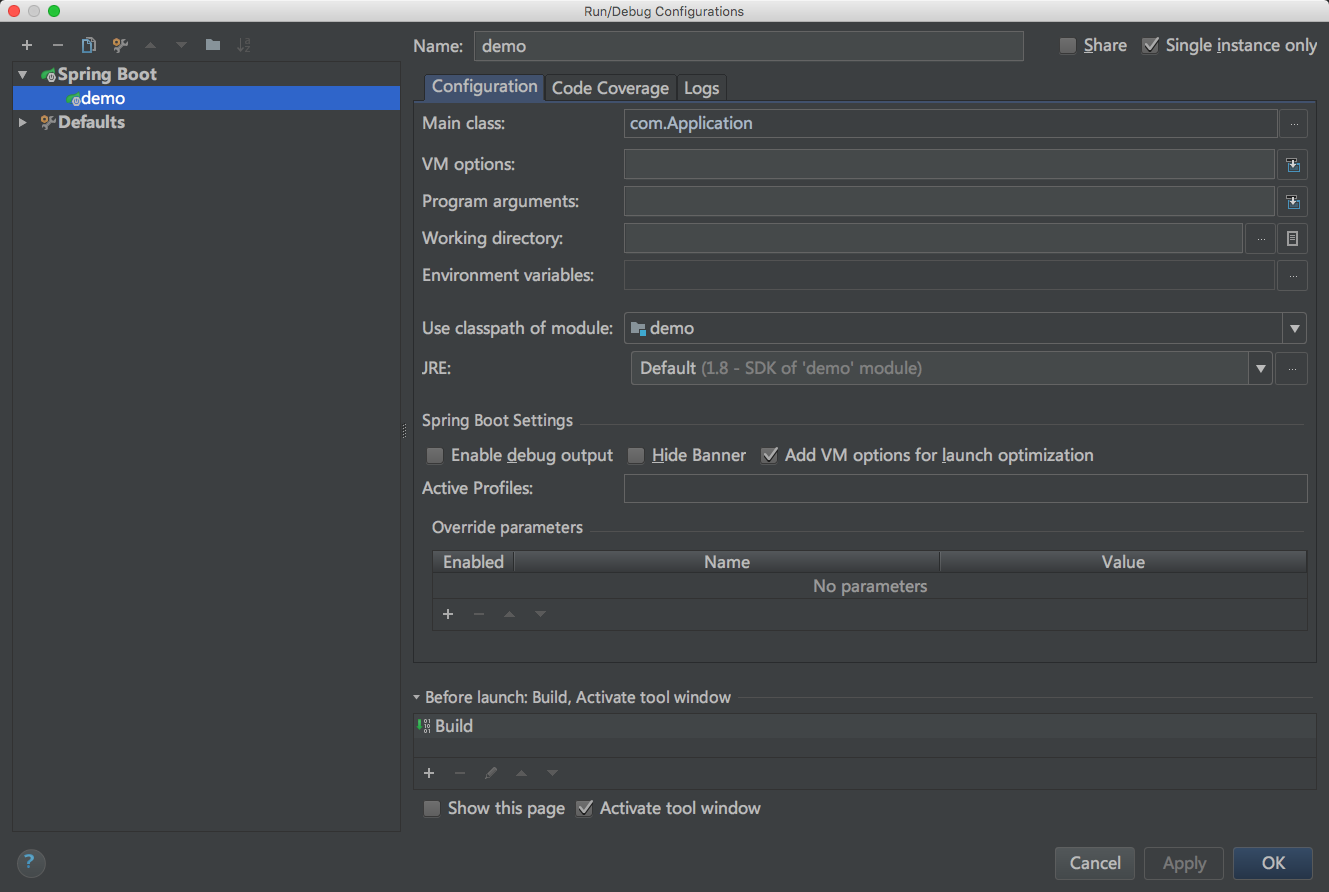 Run/Debug Configurations
Name: demo Share Single instance only
Spring Boot
demo
Defaults
Configuration Code Coverage Logs
Main class: com.Application ...
VM options:
Program arguments:
Working directory: ...
Environment variables: ...
Use classpath of module: demo
JRE: Default (1.8 - SDK of 'demo' module) ...
Spring Boot Settings
Enable debug output Hide Banner Add VM options for launch optimization
Active Profiles:
Override parameters
Enabled Name Value
No parameters
Before launch: Build, Activate tool window
Build
Show this page Activate tool window
? Cancel Apply OK